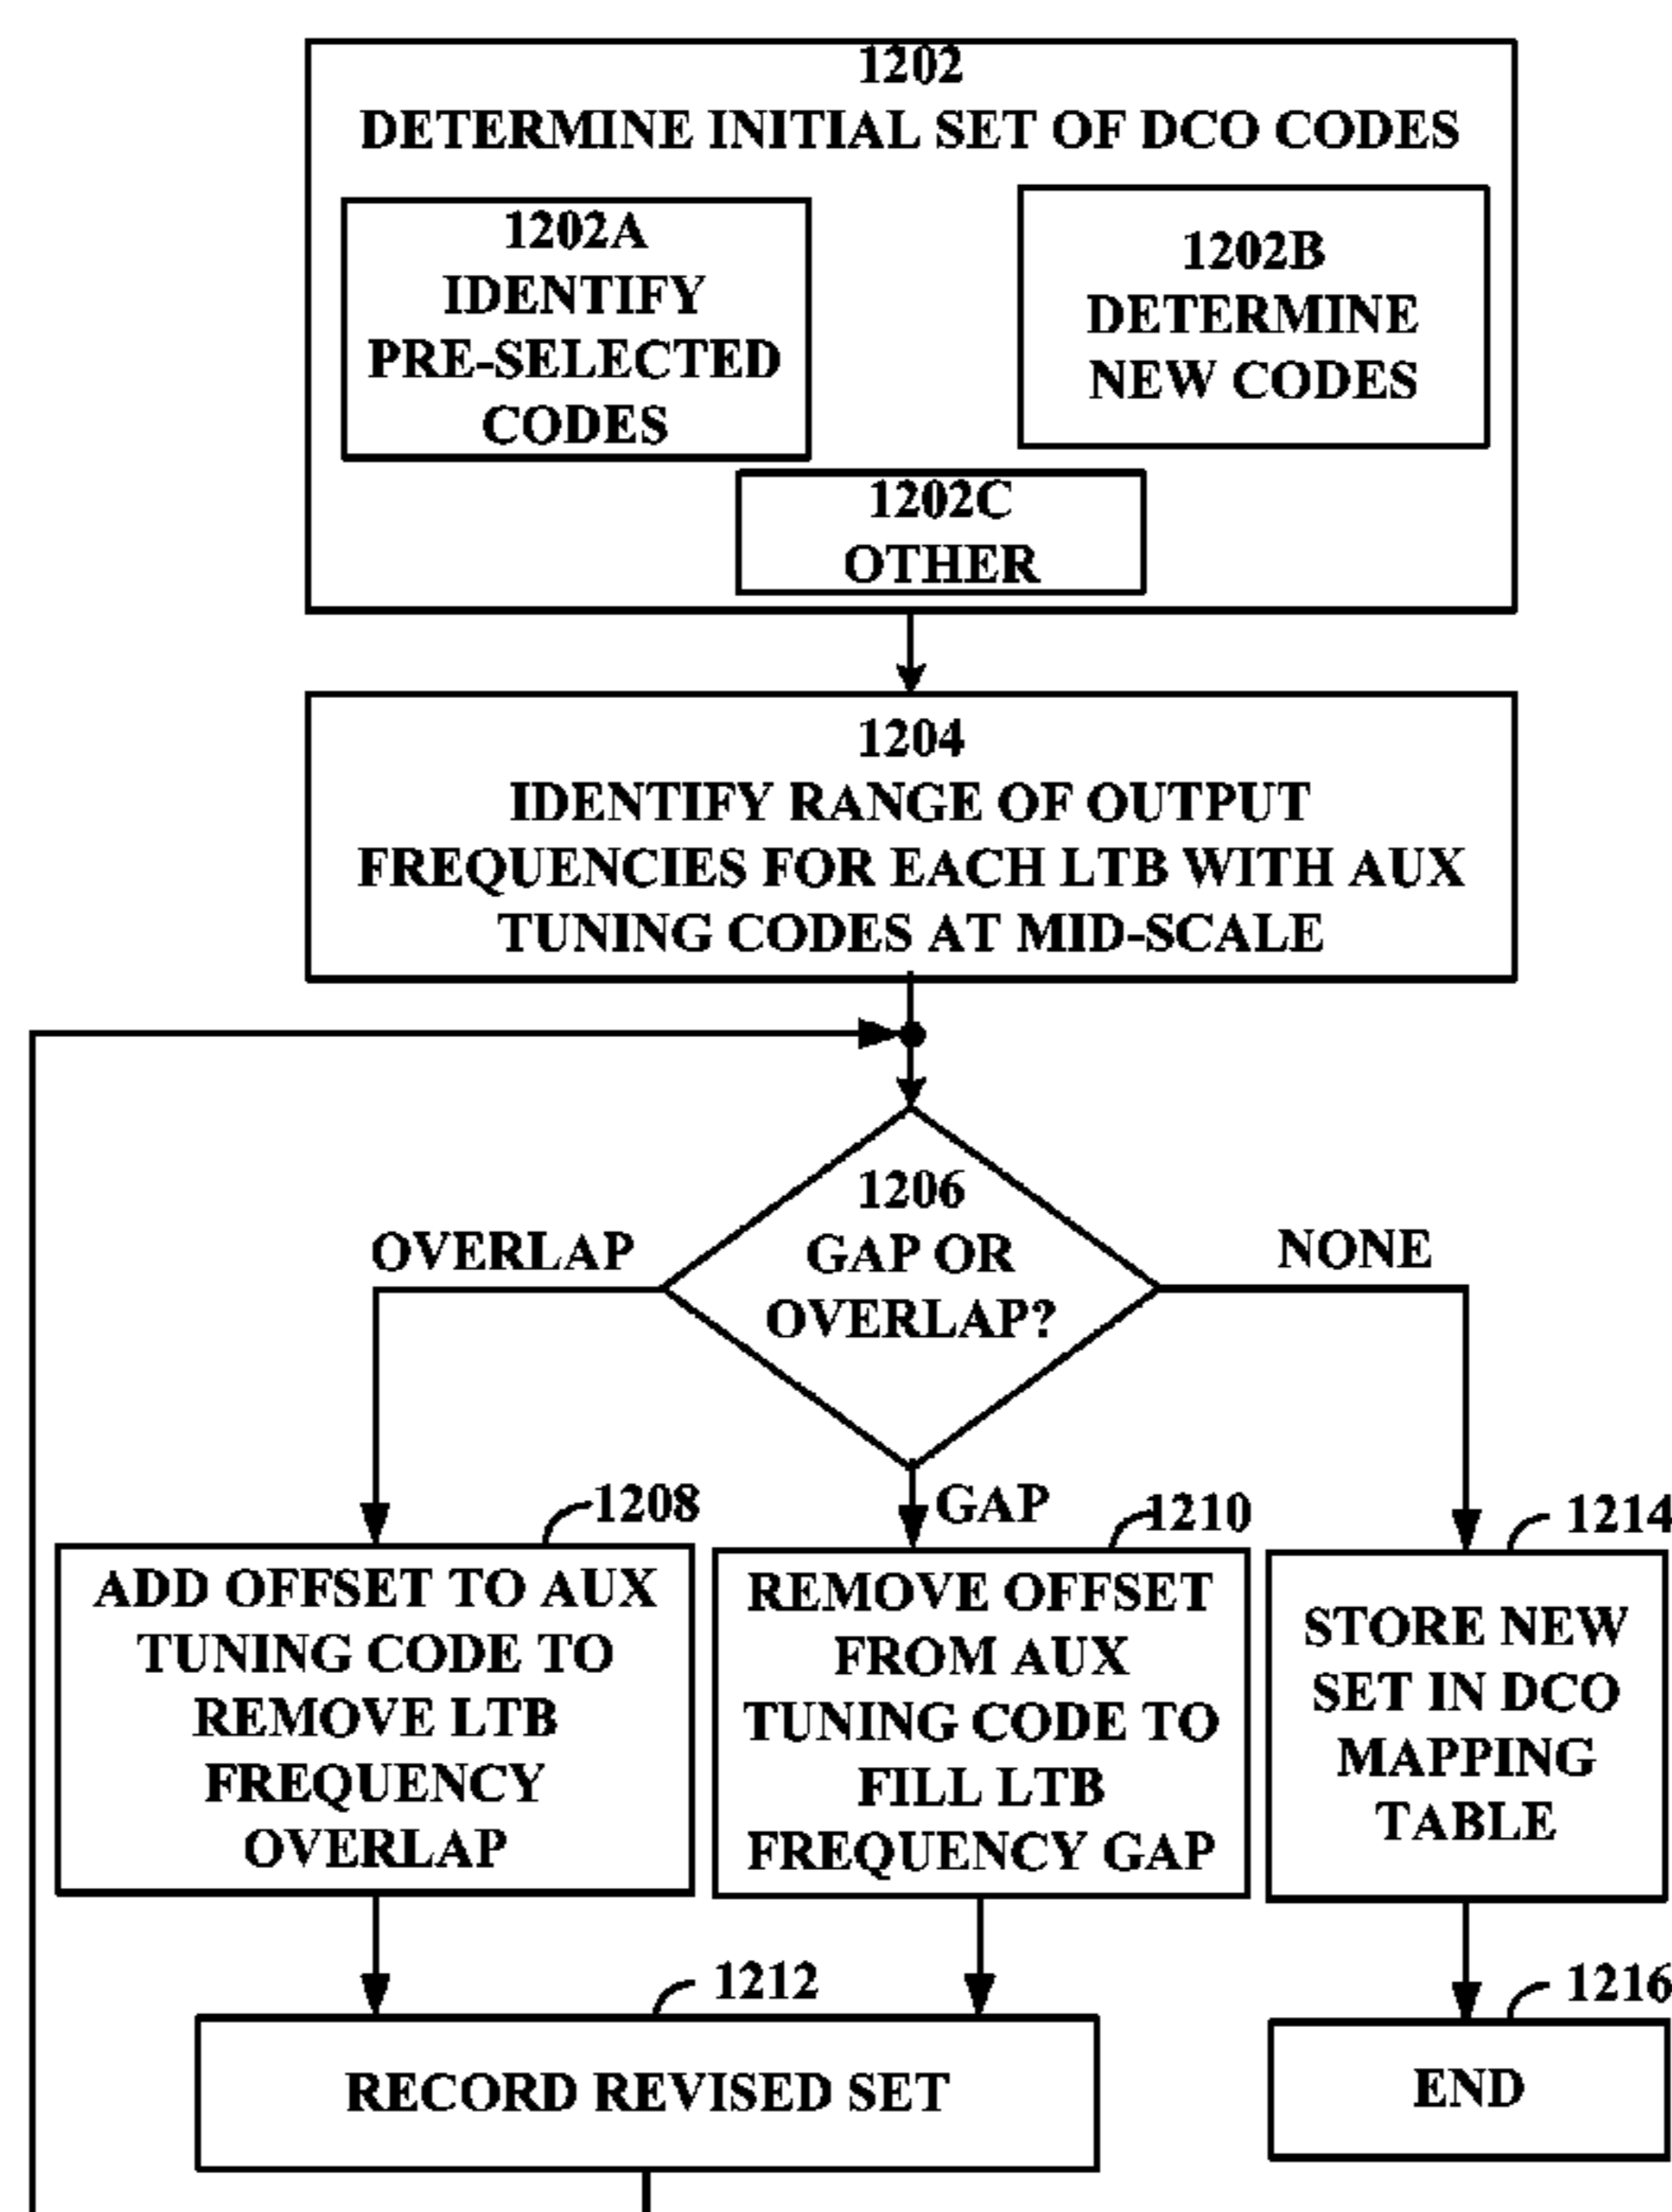 1202
DETERMINE INITIAL SET OF DCO CODES
1202A
IDENTIFY
PRE-SELECTED
CODES
1202B
DETERMINE
NEW CODES
1202C
OTHER
1204
IDENTIFY RANGE OF OUTPUT
FREQUENCIES FOR EACH LTB WITH AUX
TUNING CODES AT MID-SCALE
1206
GAP OR
OVERLAP?
OVERLAP
NONE
GAP
1208
ADD OFFSET TO AUX
TUNING CODE TO
REMOVE LTB
FREQUENCY
OVERLAP
1210
REMOVE OFFSET
FROM AUX
TUNING CODE TO
FILL LTB
FREQUENCY GAP
1214
STORE NEW
SET IN DCO
MAPPING
TABLE
1212
RECORD REVISED SET
1216
END